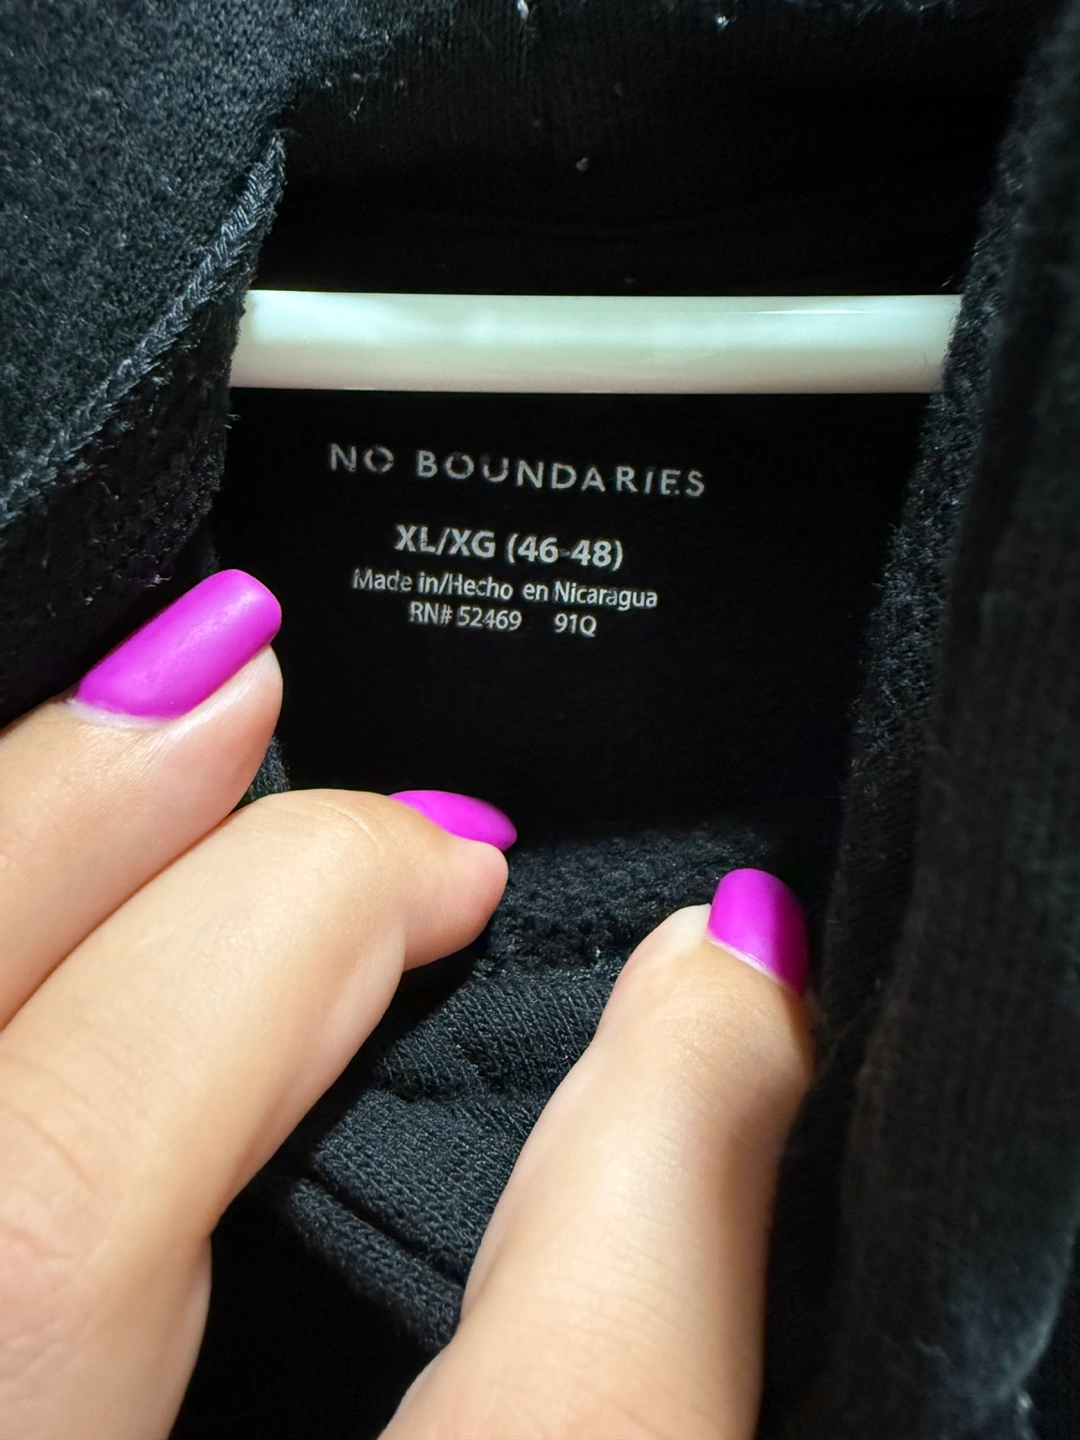 NO BOUNDARIES
XL/XG (46-48)
Made in/Hecho en Nicaragua
RN# 52469 91Q